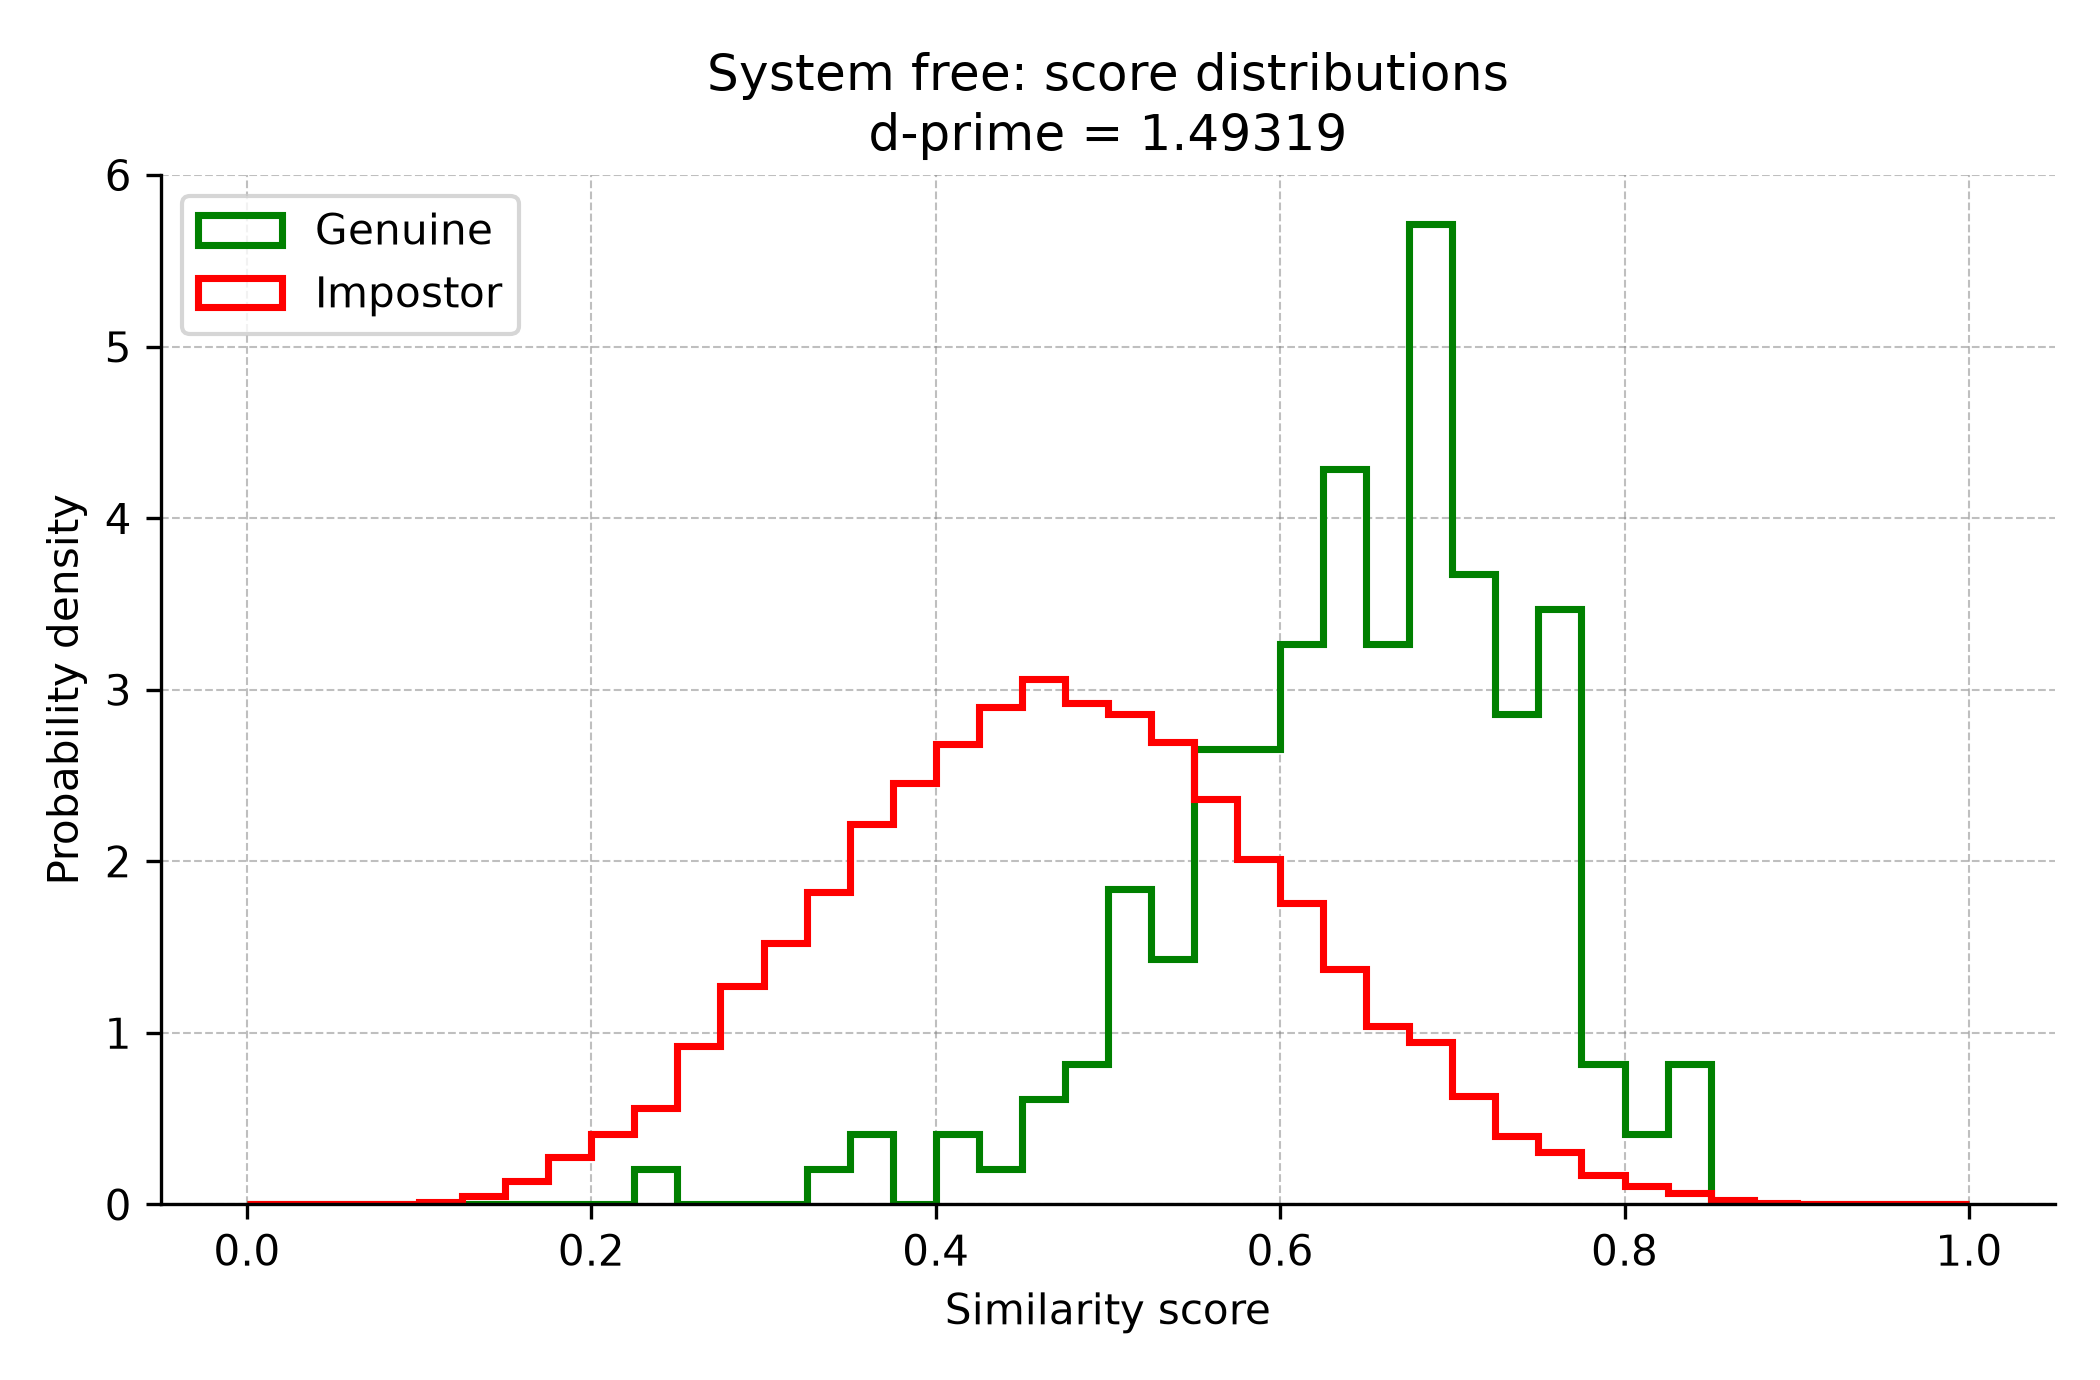 System free: score distributions
d-prime = 1.49319
Genuine
Impostor
Probability density
6
5
4
3
2
1
0
0.0 0.2 0.4 0.6 0.8 1.0
Similarity score